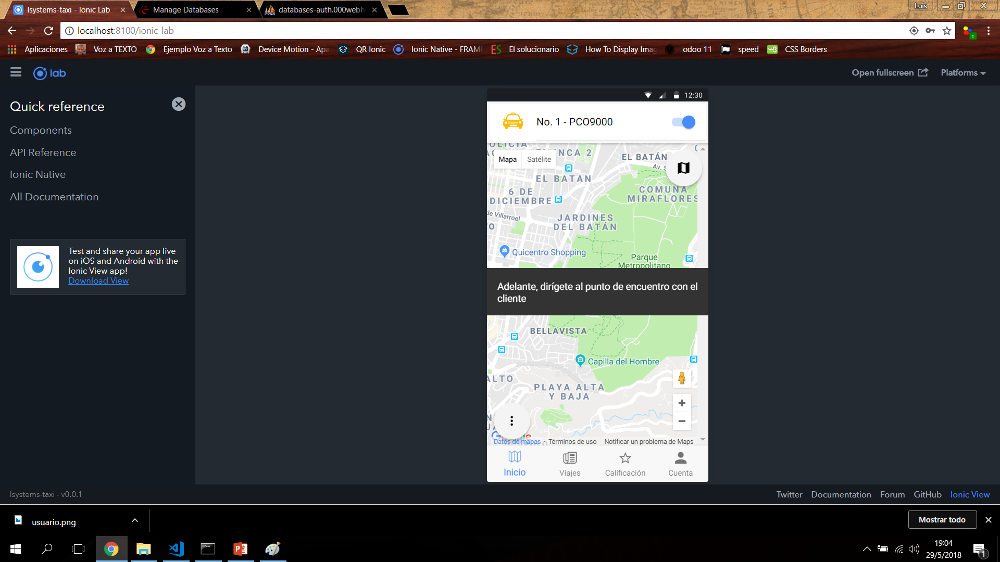 lsystems-taxi - Ionic Lab
Manage Databases
databases-auth.000webh
Luis
localhost:8100/ionic-lab
1
Aplicaciones
Voz a TEXTO
Ejemplo Voz a Texto
Device Motion - Apa
QR Ionic
Ionic Native - FRAM
El solucionario
How To Display Imag
odoo 11
speed
CSS Borders
lab
Open fullscreen
Platforms
Quick reference
Components
API Reference
Ionic Native
All Documentation
Test and share your app live
on iOS and Android with the
Ionic View app!
Download View
12:30
No. 1 - PCO9000
Mapa
Satélite
NCA 2
EL BATÁN
Av.
EL BATAN
6 DE
DICIEMBRE
COMUNA
MIRAFLORES
de Villarroel
JARDINES
DEL BATÁN
TO
Quicentro Shopping
Parque
Metropolitano
Adelante, dirígete al punto de encuentro con el
cliente
BELLAVISTA
Capilla del Hombre
ALTO
PLAYA ALTA
Y BAJA
Datos de mapas
Términos de uso
Notificar un problema de Maps
Inicio
Viajes
Calificación
Cuenta
lsystems-taxi - v0.0.1
Twitter
Documentation
Forum
GitHub
Ionic View
usuario.png
Mostrar todo
19:04
29/5/2018
1